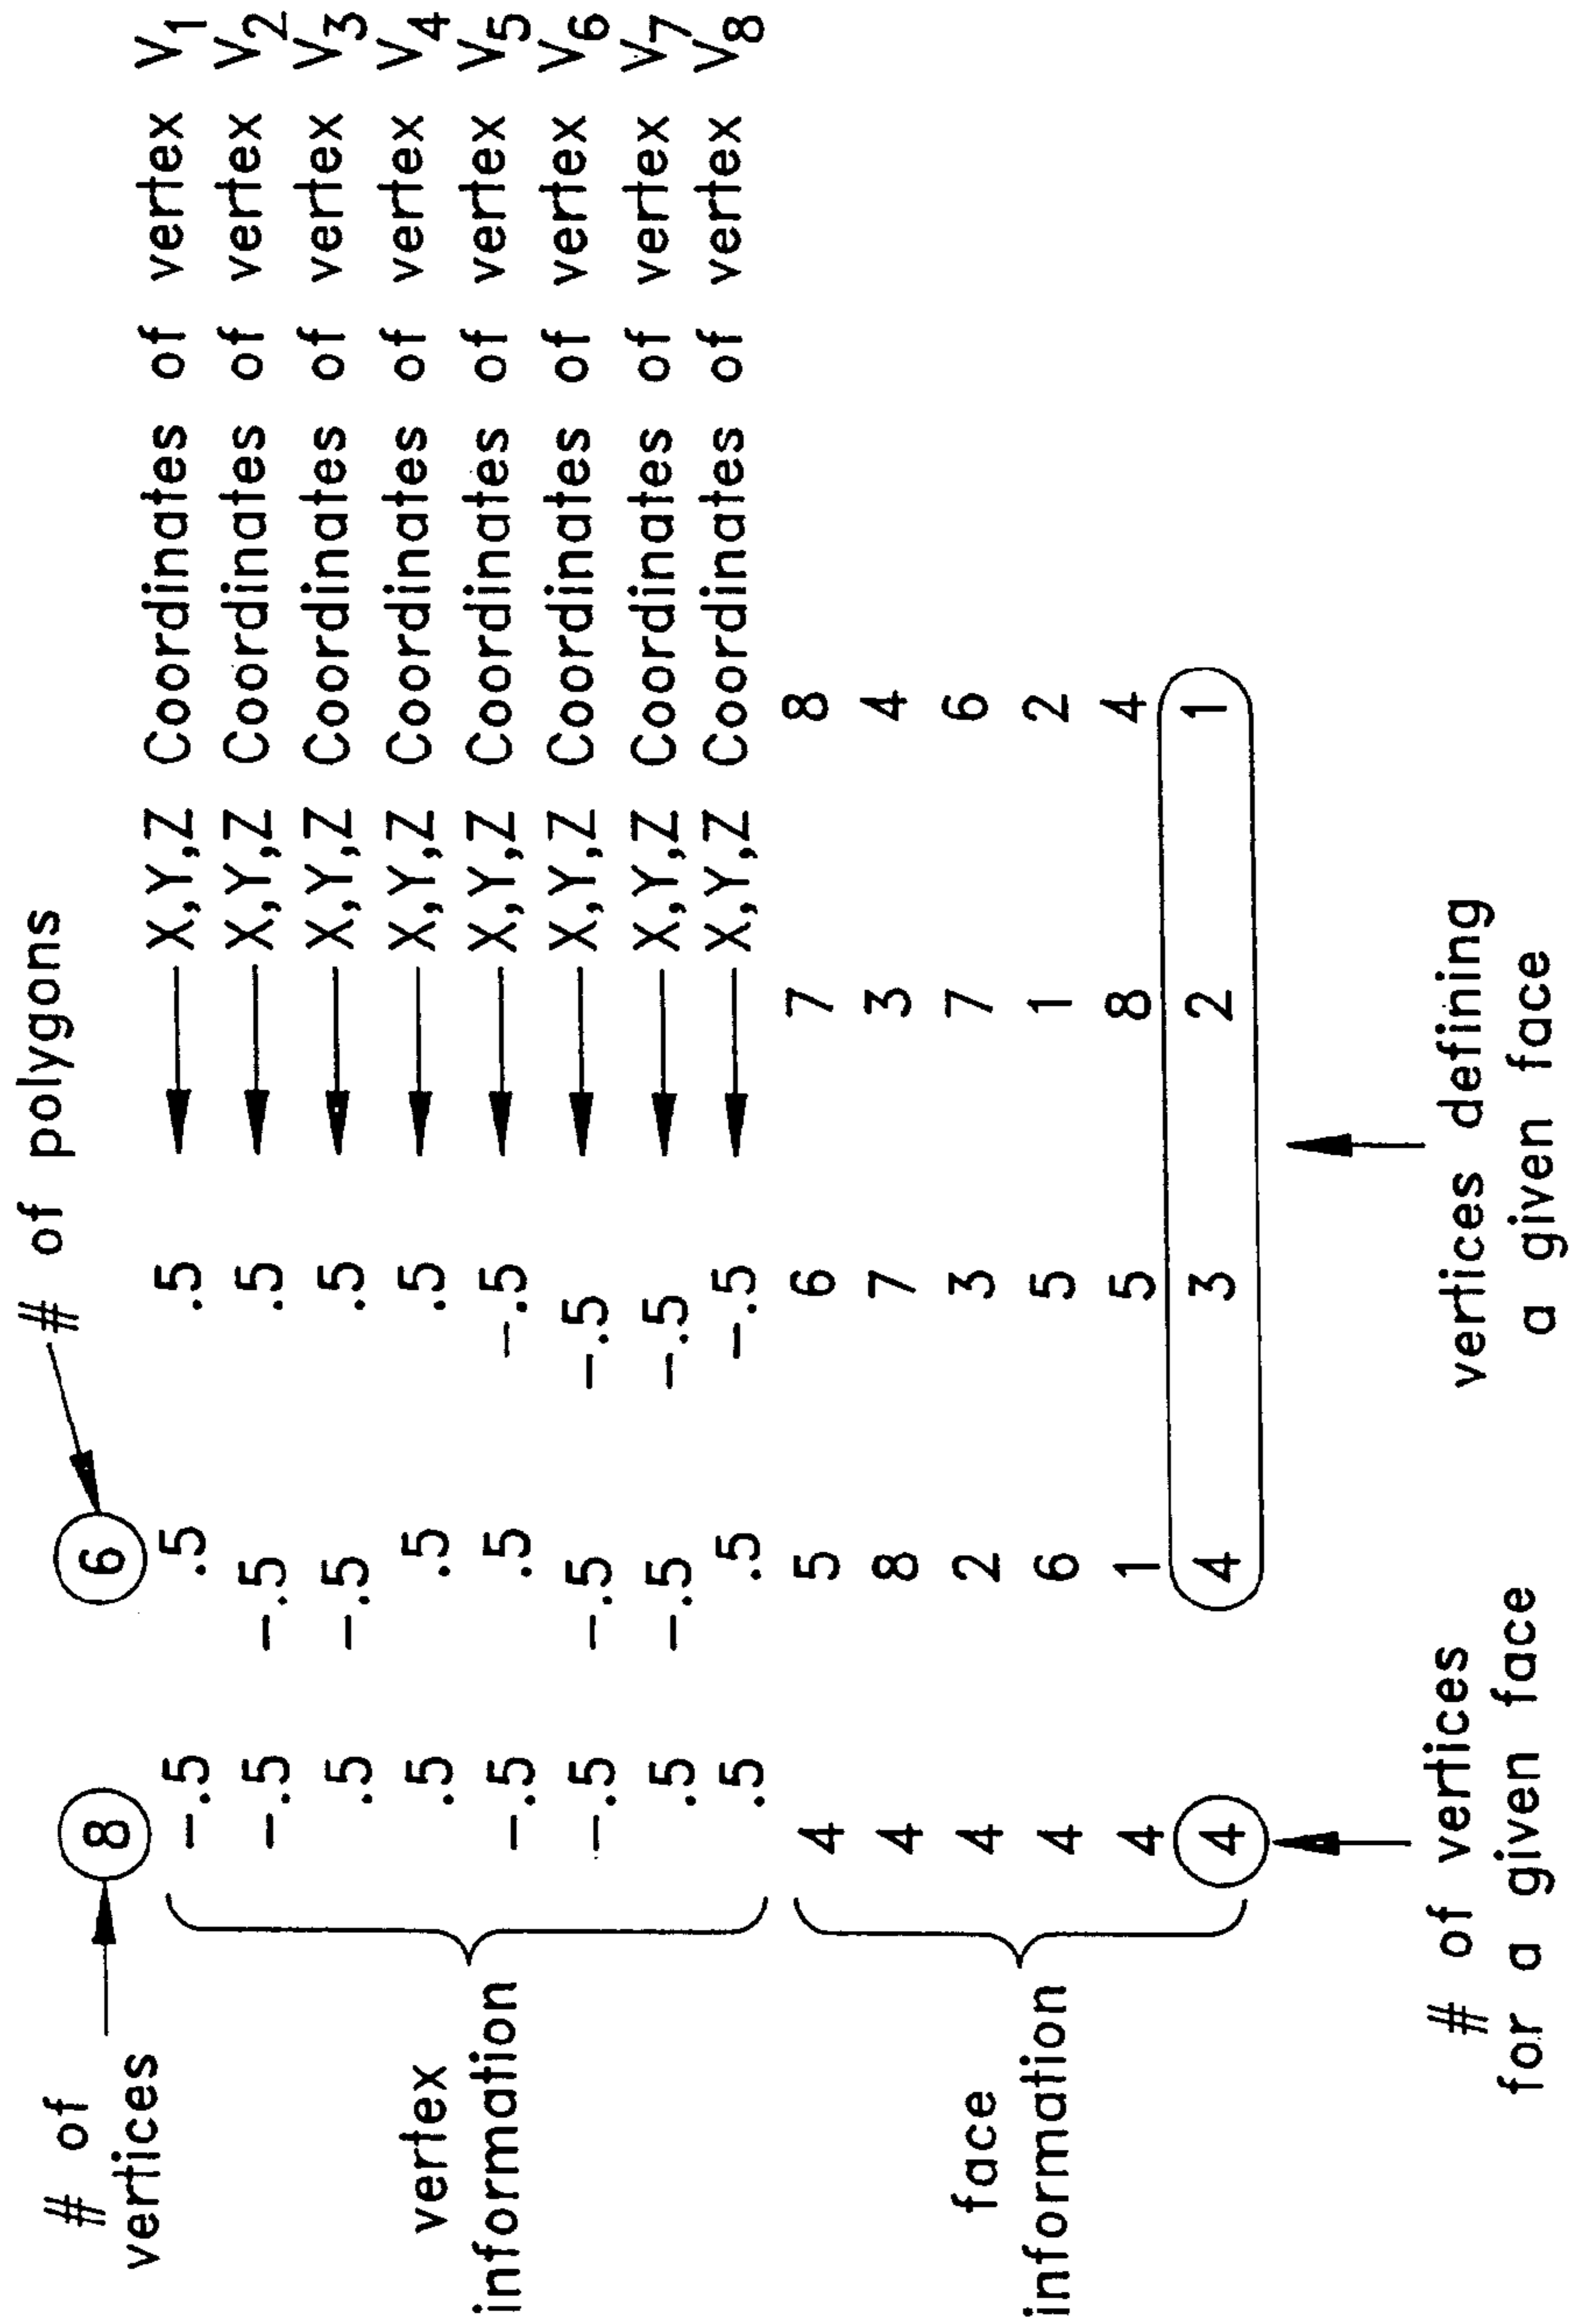 # of polygons
# of
vertices
8 6
-.5 .5 .5 X,Y,Z Coordinates of vertex V1
-.5 -.5 .5 X,Y,Z Coordinates of vertex V2
.5 -.5 .5 X,Y,Z Coordinates of vertex V3
.5 .5 .5 X,Y,Z Coordinates of vertex V4
-.5 .5 -.5 X,Y,Z Coordinates of vertex V5
-.5 -.5 -.5 X,Y,Z Coordinates of vertex V6
.5 -.5 -.5 X,Y,Z Coordinates of vertex V7
.5 .5 -.5 X,Y,Z Coordinates of vertex V8
vertex
information
4 5 6 7 8
4 8 7 3 4
4 2 3 7 6
4 6 5 1 2
4 1 5 8 4
4 4 3 2 1
face
information
# of vertices
for a given face
vertices defining
a given face